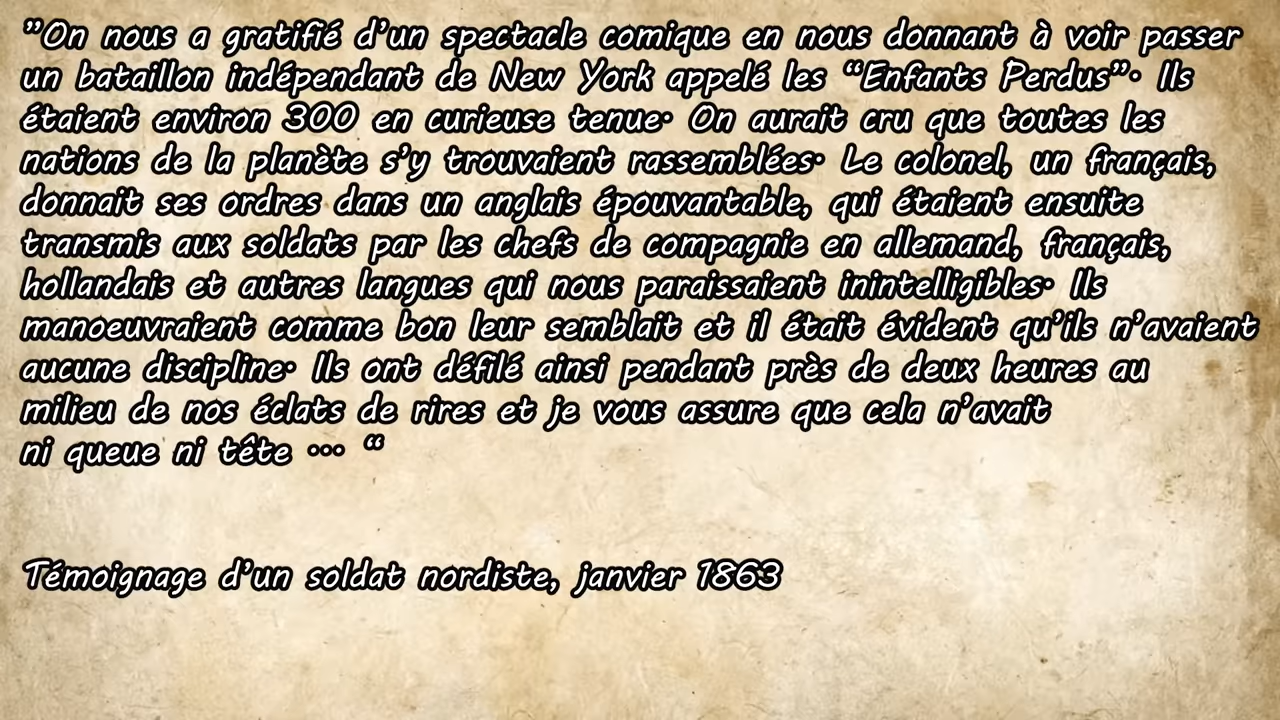 ”On nous a gratifié d’un spectacle comique en nous donnant à voir passer
un bataillon indépendant de New York appelé les “Enfants Perdus”. Ils
étaient environ 300 en curieuse tenue. On aurait cru que toutes les
nations de la planète s’y trouvaient rassemblées. Le colonel, un français,
donnait ses ordres dans un anglais épouvantable, qui étaient ensuite
transmis aux soldats par les chefs de compagnie en allemand, français,
hollandais et autres langues qui nous paraissaient inintelligibles. Ils
manoeuvraient comme bon leur semblait et il était évident qu’ils n’avaient
aucune discipline. Ils ont défilé ainsi pendant près de deux heures au
milieu de nos éclats de rires et je vous assure que cela n’avait
ni queue ni tête ... “
Témoignage d’un soldat nordiste, janvier 1863